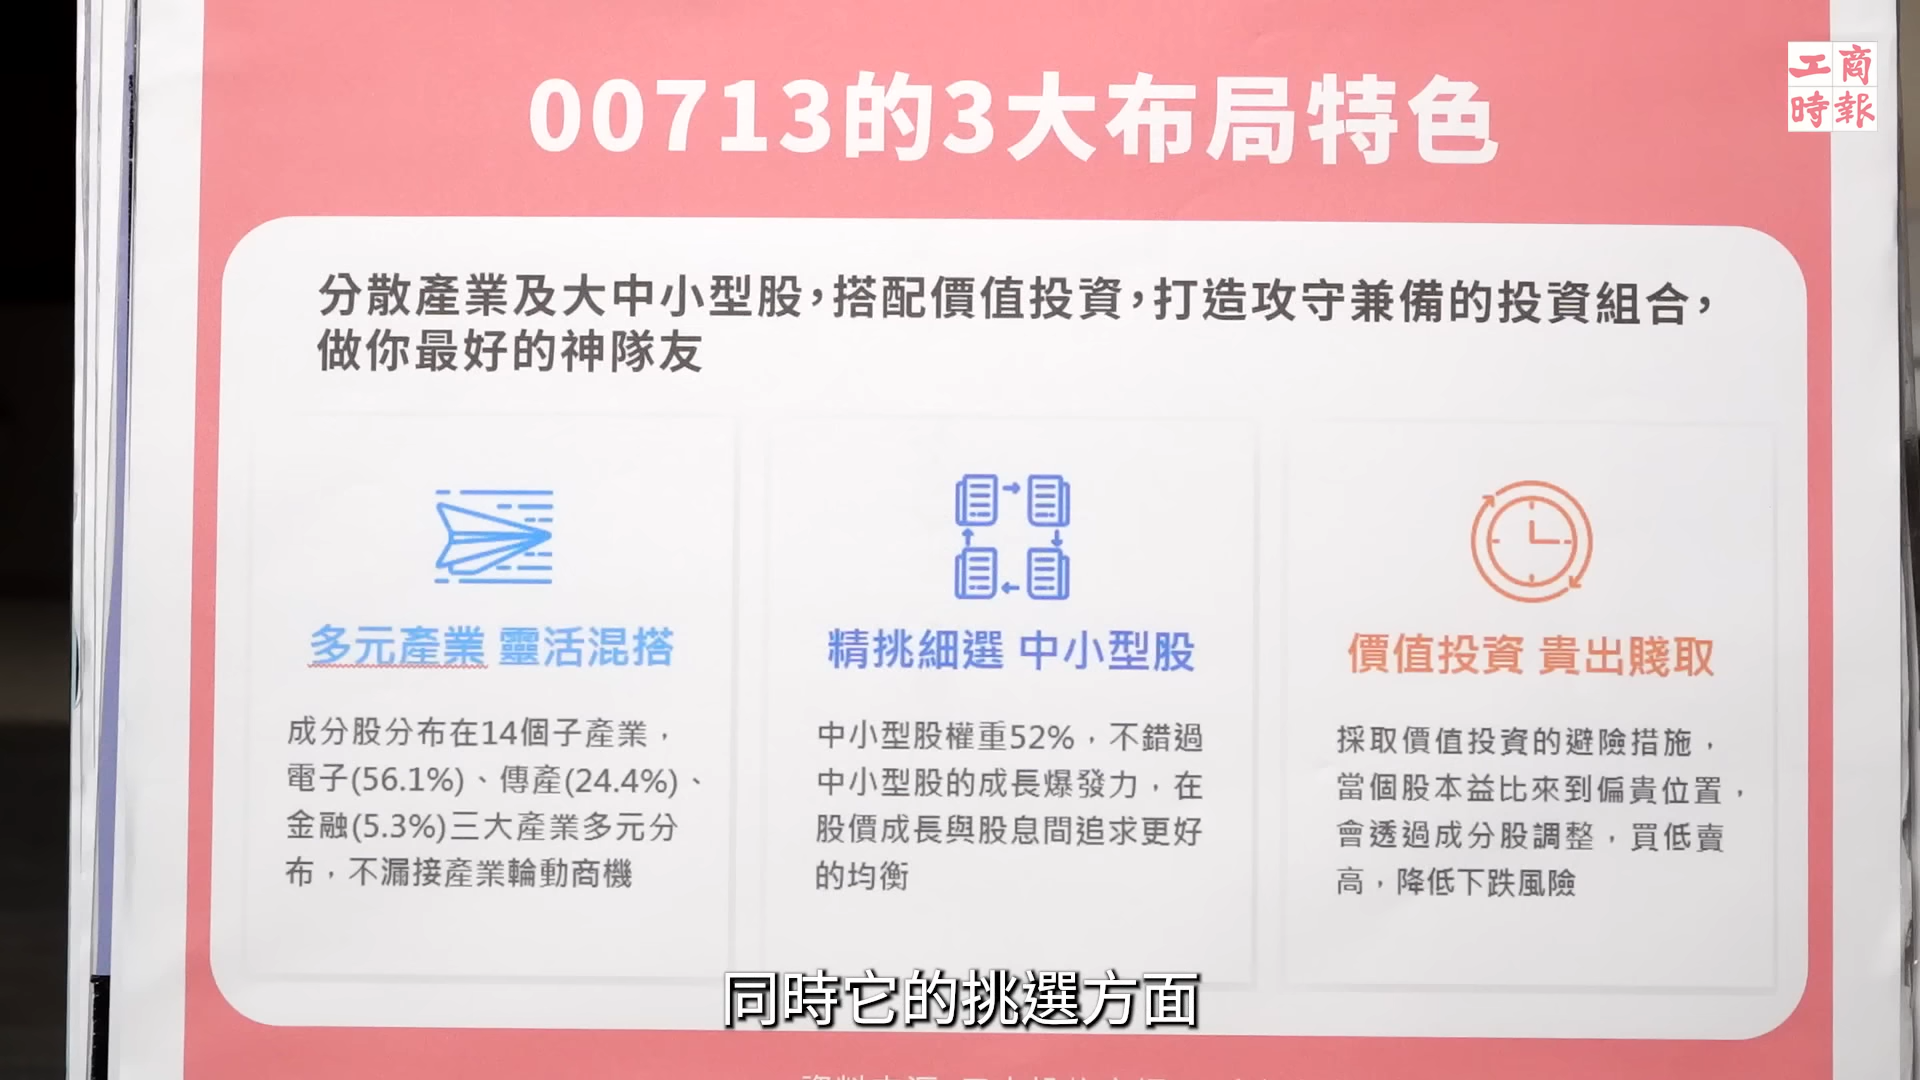 工商
時報
00713的3大布局特色
分散產業及大中小型股，搭配價值投資，打造攻守兼備的投資組合，
做你最好的神隊友
多元產業 靈活混搭
成分股分布在14個子產業，
電子(56.1%)、傳產(24.4%)、
金融(5.3%)三大產業多元分
布，不漏接產業輪動商機
精挑細選 中小型股
中小型股權重52%，不錯過
中小型股的成長爆發力，在
股價成長與股息間追求更好
的均衡
價值投資 貴出賤取
採取價值投資的避險措施，
當個股本益比來到偏貴位置，
會透過成分股調整，買低賣
高，降低下跌風險
同時它的挑選方面